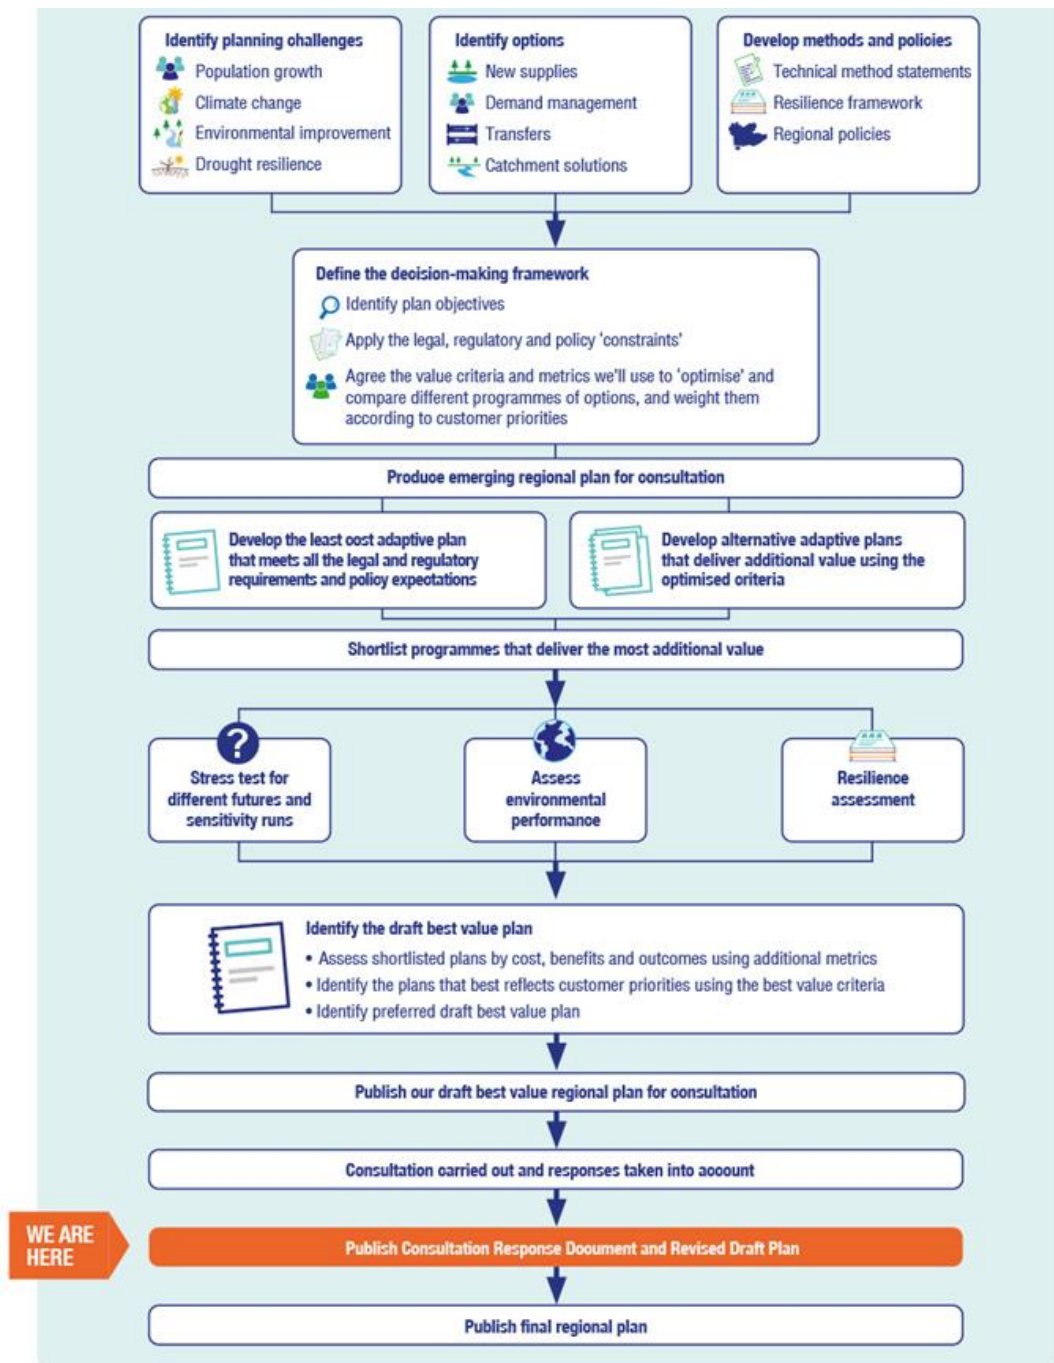 Identify planning challenges
Population growth
Climate change
Environmental improvement
Drought resilience
Identify options
New supplies
Demand management
Transfers
Catchment solutions
Develop methods and policies
Technical method statements
Resilience framework
Regional policies
Define the decision-making framework
Identify plan objectives
Apply the legal, regulatory and policy ‘constraints’
Agree the value criteria and metrics we’ll use to ‘optimise’ and
compare different programmes of options, and weight them
according to customer priorities
Produce emerging regional plan for consultation
Develop the least cost adaptive plan
that meets all the legal and regulatory
requirements and policy expectations
Develop alternative adaptive plans
that deliver additional value using the
optimised criteria
Shortlist programmes that deliver the most additional value
?
Stress test for
different futures and
sensitivity runs
Assess
environmental
performance
Resilience
assessment
Identify the draft best value plan
• Assess shortlisted plans by cost, benefits and outcomes using additional metrics
• Identify the plans that best reflects customer priorities using the best value criteria
• Identify preferred draft best value plan
Publish our draft best value regional plan for consultation
Consultation carried out and responses taken into account
WE ARE
HERE
Publish Consultation Response Document and Revised Draft Plan
Publish final regional plan